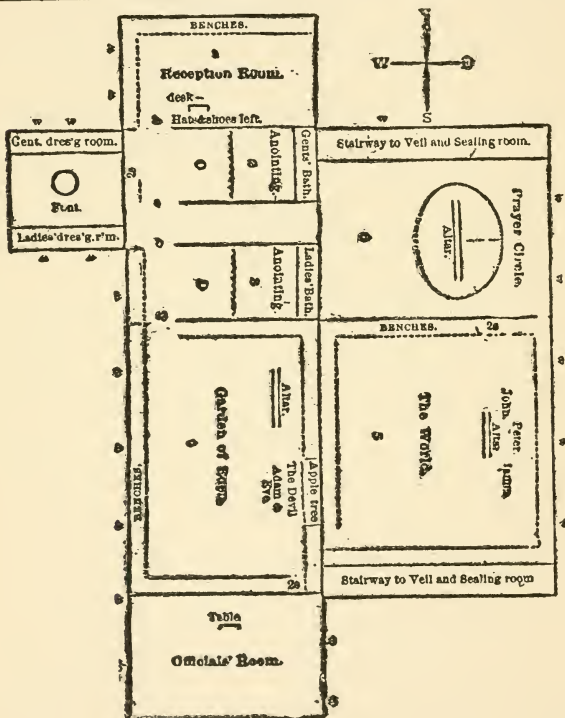 BENCHES.
Reception Room.
desk
Hats & shoes left.
W
S
Gent. dres'g room.
Font.
Ladies' dres'g. r'm.
Anointing.
Gents' Bath.
Anointing.
Ladies' Bath.
Stairway to Veil and Sealing room.
Prayer Circle.
Altar.
BENCHES.
John, Peter, James
Altar
The World.
5
Altar.
Garden of
The Devil
Adam &
Eve
Apple tree
BENCHES.
Stairway to Veil and Sealing room
Table
Officials' Room.